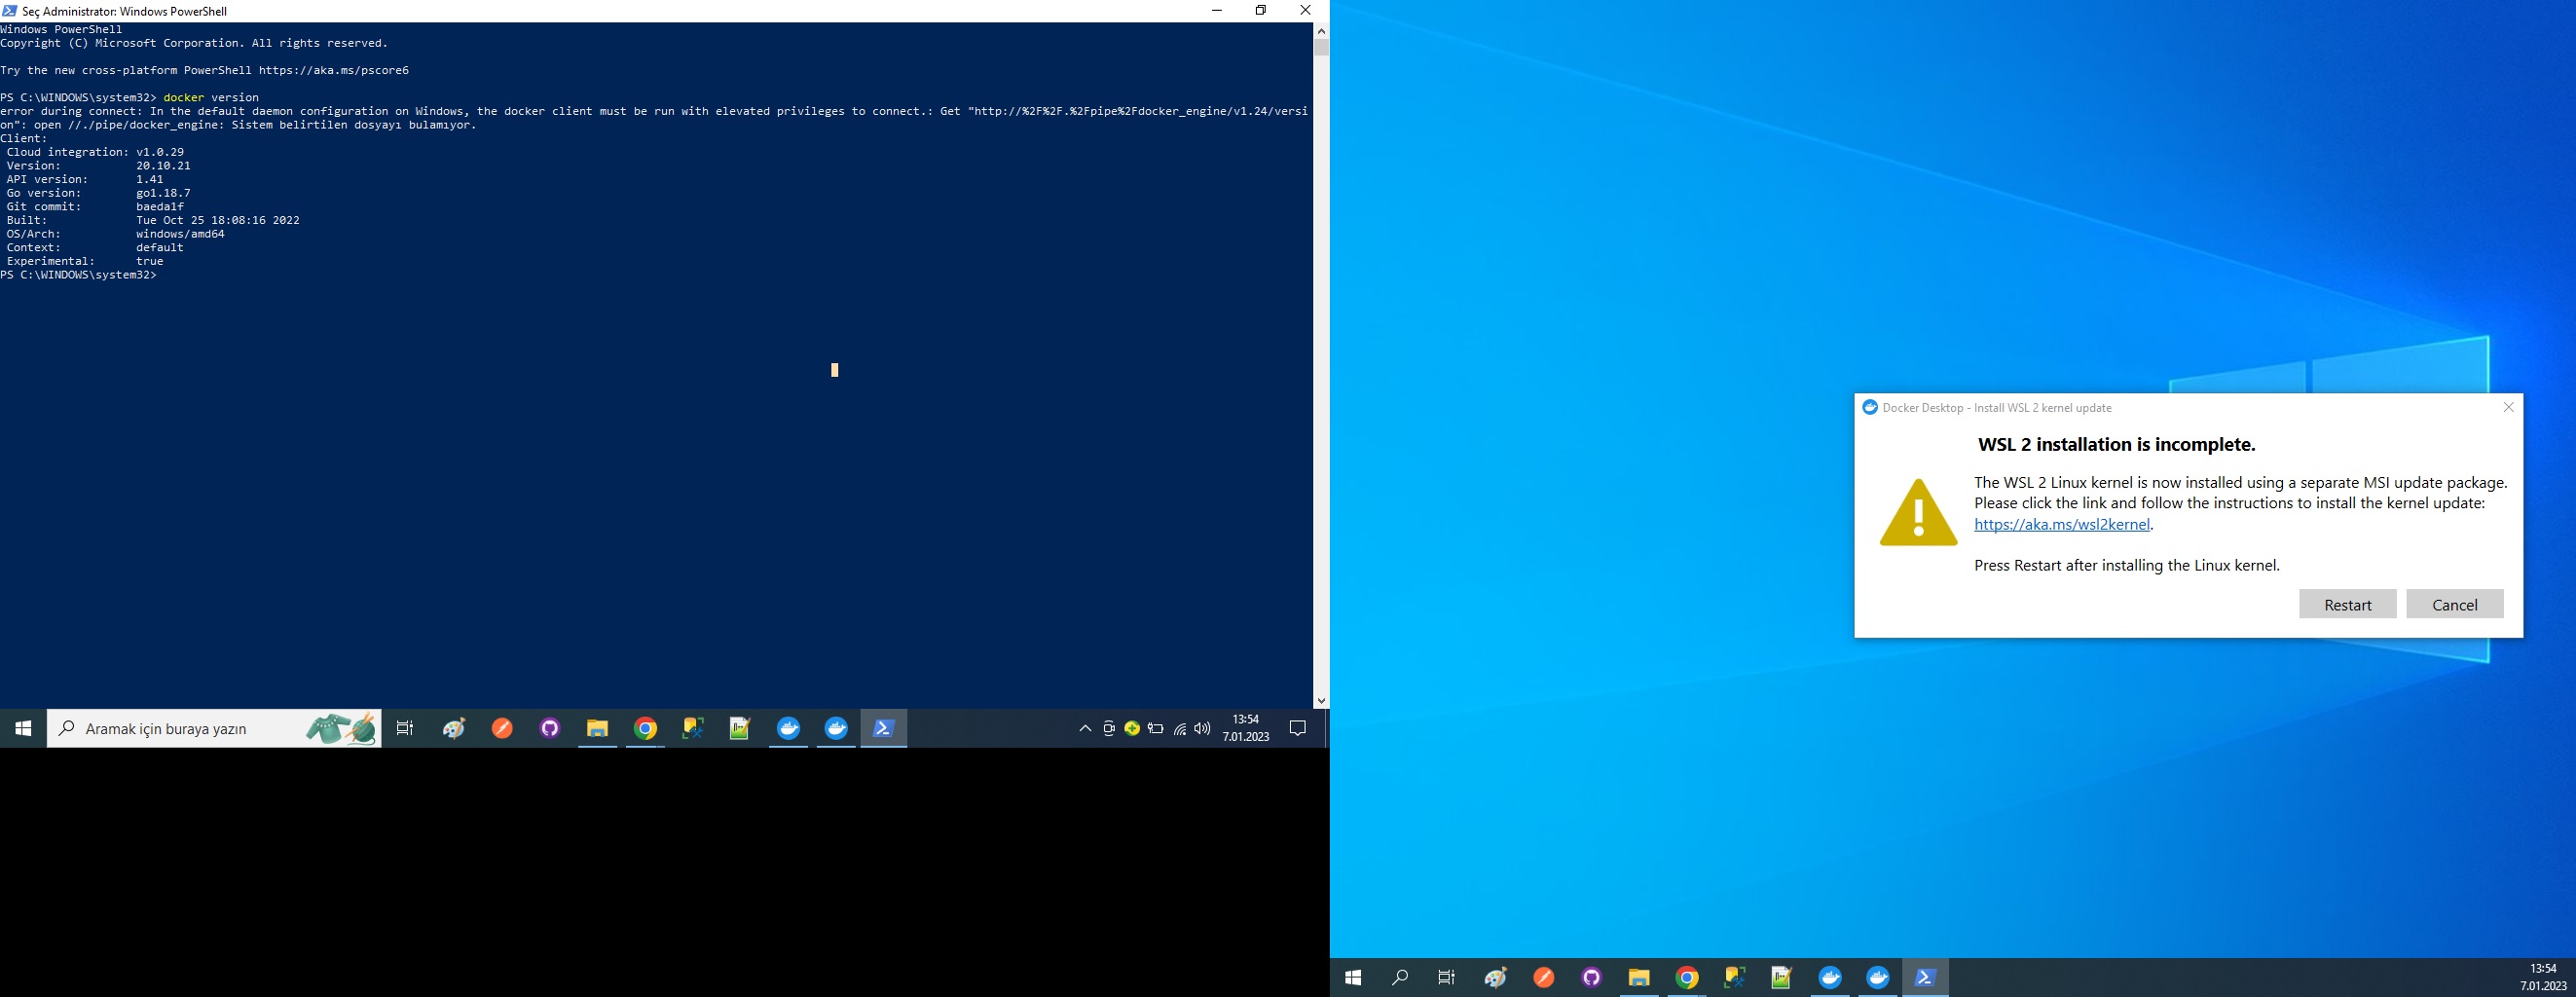 Seç Administrator: Windows PowerShell
Windows PowerShell
Copyright (C) Microsoft Corporation. All rights reserved.
Try the new cross-platform PowerShell https://aka.ms/pscore6
PS C:\WINDOWS\system32> docker version
error during connect: In the default daemon configuration on Windows, the docker client must be run with elevated privileges to connect.: Get "http://%2F%2F.%2Fpipe%2Fdocker_engine/v1.24/versi
on": open //./pipe/docker_engine: Sistem belirtilen dosyayı bulamıyor.
Client:
Cloud integration: v1.0.29
Version: 20.10.21
API version: 1.41
Go version: go1.18.7
Git commit: baeda1f
Built: Tue Oct 25 18:08:16 2022
OS/Arch: windows/amd64
Context: default
Experimental: true
PS C:\WINDOWS\system32>
Aramak için buraya yazın
13:54
7.01.2023
Docker Desktop - Install WSL 2 kernel update
WSL 2 installation is incomplete.
The WSL 2 Linux kernel is now installed using a separate MSI update package.
Please click the link and follow the instructions to install the kernel update:
https://aka.ms/wsl2kernel.
Press Restart after installing the Linux kernel.
Restart Cancel
13:54
7.01.2023